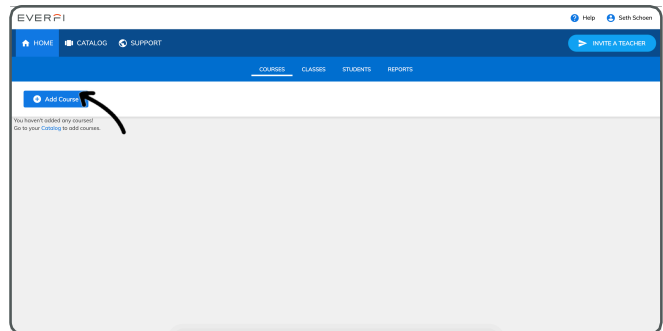 EVERFI
Help Seth Schoen
HOME CATALOG SUPPORT INVITE A TEACHER
COURSES CLASSES STUDENTS REPORTS
Add Course
You haven't added any courses!
Go to your Catalog to add courses.